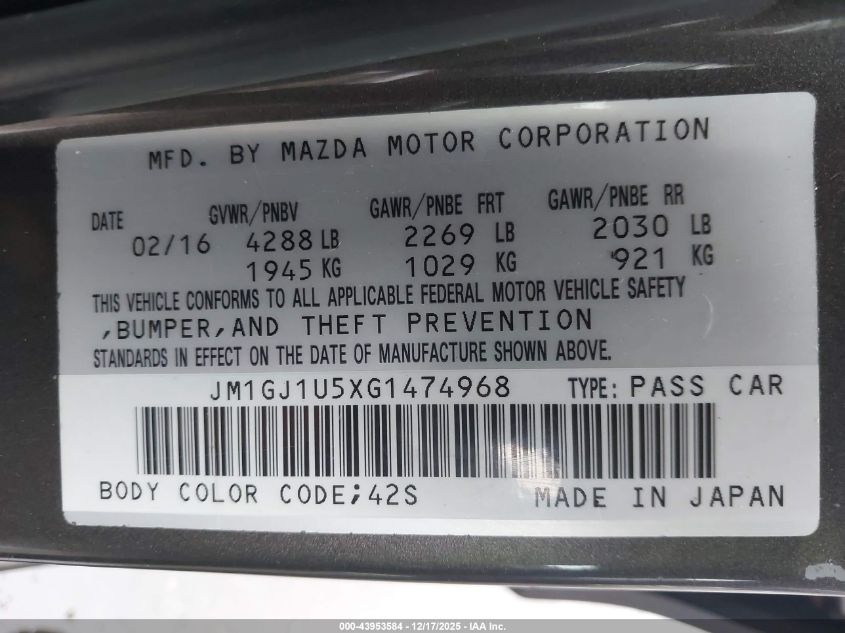 MFD. BY MAZDA MOTOR CORPORATION
DATE GVWR/PNBV GAWR/PNBE FRT GAWR/PNBE RR
02/16 4288 LB 2269 LB 2030 LB
1945 KG 1029 KG 921 KG
THIS VEHICLE CONFORMS TO ALL APPLICABLE FEDERAL MOTOR VEHICLE SAFETY
,BUMPER,AND THEFT PREVENTION
STANDARDS IN EFFECT ON THE DATE OF MANUFACTURE SHOWN ABOVE.
JM1GJ1U5XG1474968 TYPE: PASS CAR
BODY COLOR CODE;42S MADE IN JAPAN
000-43953584 - 12/17/2025 - IAA Inc.